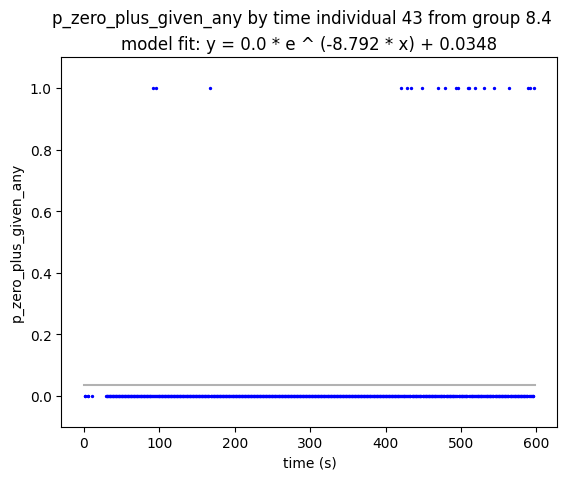 p_zero_plus_given_any by time individual 43 from group 8.4
model fit: y = 0.0 * e ^ (-8.792 * x) + 0.0348
1.0
0.8
0.6
0.4
0.2
0.0
p_zero_plus_given_any
0 100 200 300 400 500 600
time (s)